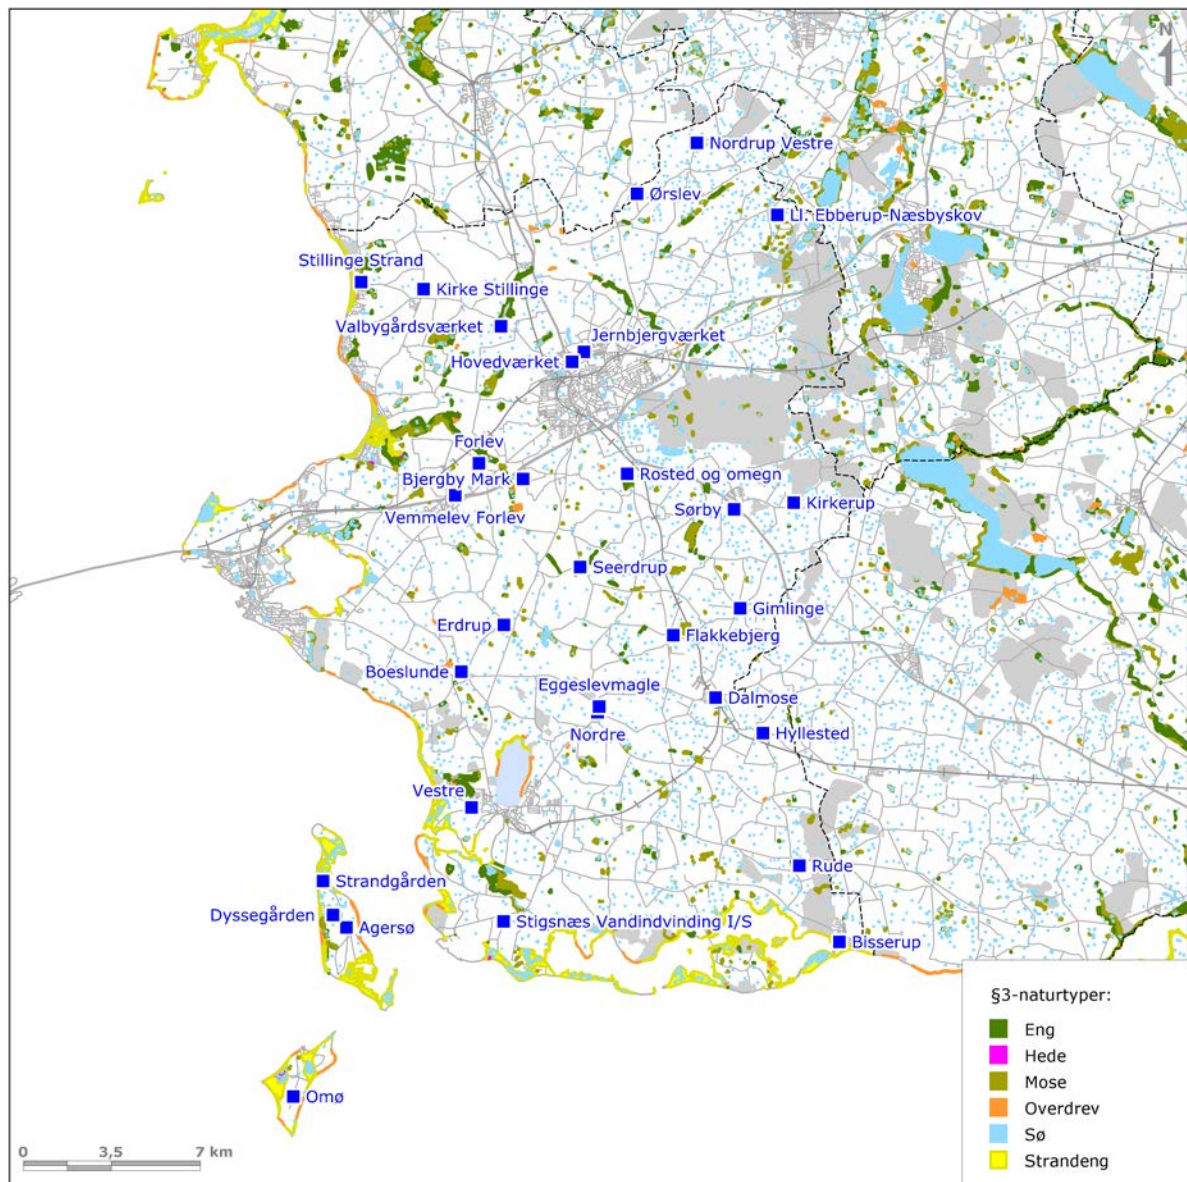 N
Nordrup Vestre
Ørslev
Ll. Ebberup-Næsbyskov
Stillinge Strand
Kirke Stillinge
Valbygårdsværket
Jernbjergværket
Hovedværket
Forlev
Bjergby Mark
Rosted og omegn
Vemmelev Forlev
Sørby
Kirkerup
Seerdrup
Gimlinge
Erdrup
Flakkebjerg
Boeslunde
Eggeslevmagle
Dalmose
Nordre
Hyllested
Vestre
Rude
Strandgården
Dyssegården
Agersø
Stigsnæs Vandindvinding I/S
Bisserup
Omø
§3-naturtyper:
Eng
Hede
Mose
Overdrev
Sø
Strandeng
0 3,5 7 km